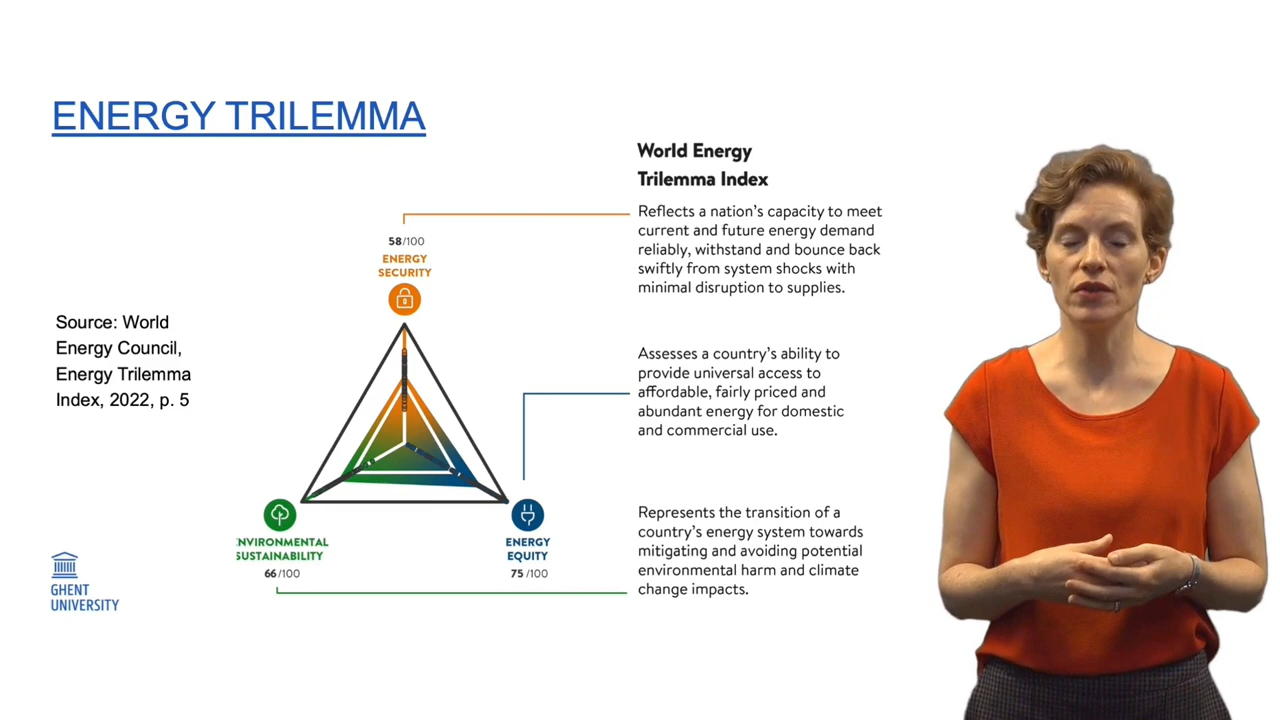 ENERGY TRILEMMA
World Energy
Trilemma Index
Reflects a nation's capacity to meet
current and future energy demand
reliably, withstand and bounce back
swiftly from system shocks with
minimal disruption to supplies.
58/100
ENERGY
SECURITY
Source: World
Energy Council,
Energy Trilemma
Index, 2022, p. 5
Assesses a country's ability to
provide universal access to
affordable, fairly priced and
abundant energy for domestic
and commercial use.
NVIRONMENTAL
SUSTAINABILITY
66/100
ENERGY
EQUITY
75/100
Represents the transition of a
country's energy system towards
mitigating and avoiding potential
environmental harm and climate
change impacts.
GHENT
UNIVERSITY